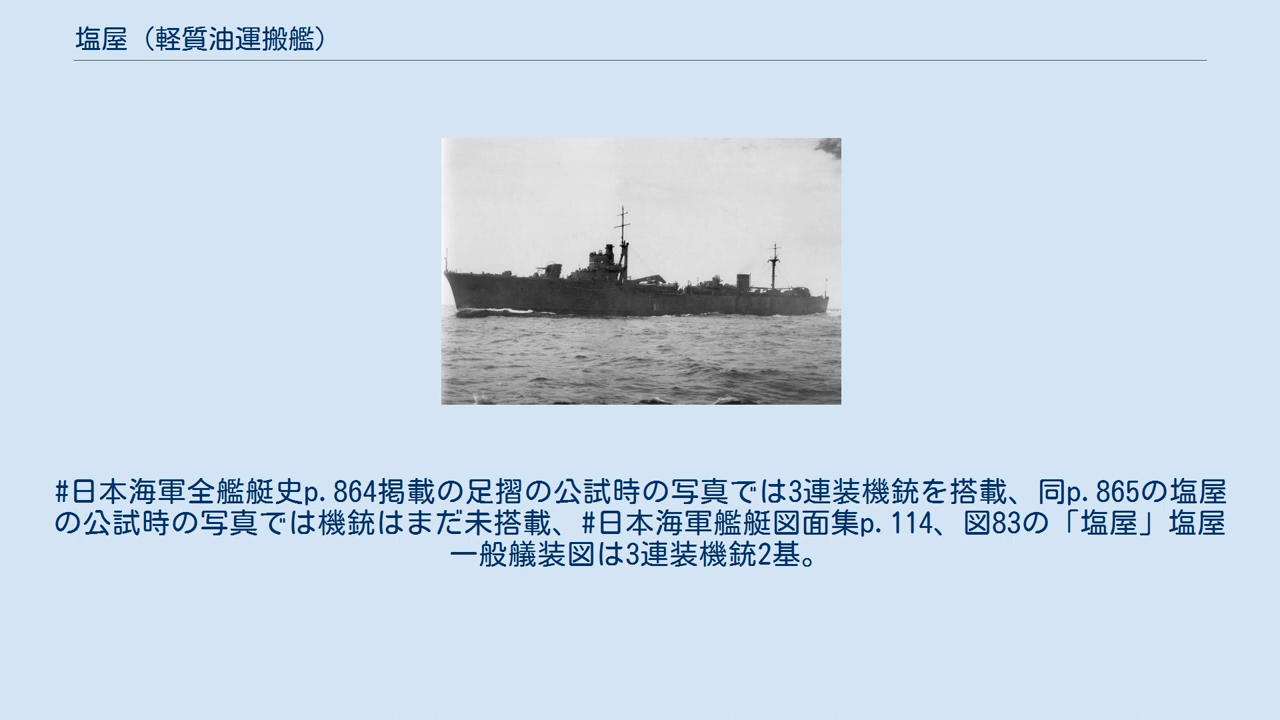 塩屋（軽質油運搬艦）
#日本海軍全艦艇史p.864掲載の足摺の公試時の写真では3連装機銃を搭載、同p.865の塩屋
の公試時の写真では機銃はまだ未搭載、#日本海軍艦艇図面集p.114、図83の「塩屋」塩屋
一般艤装図は3連装機銃2基。